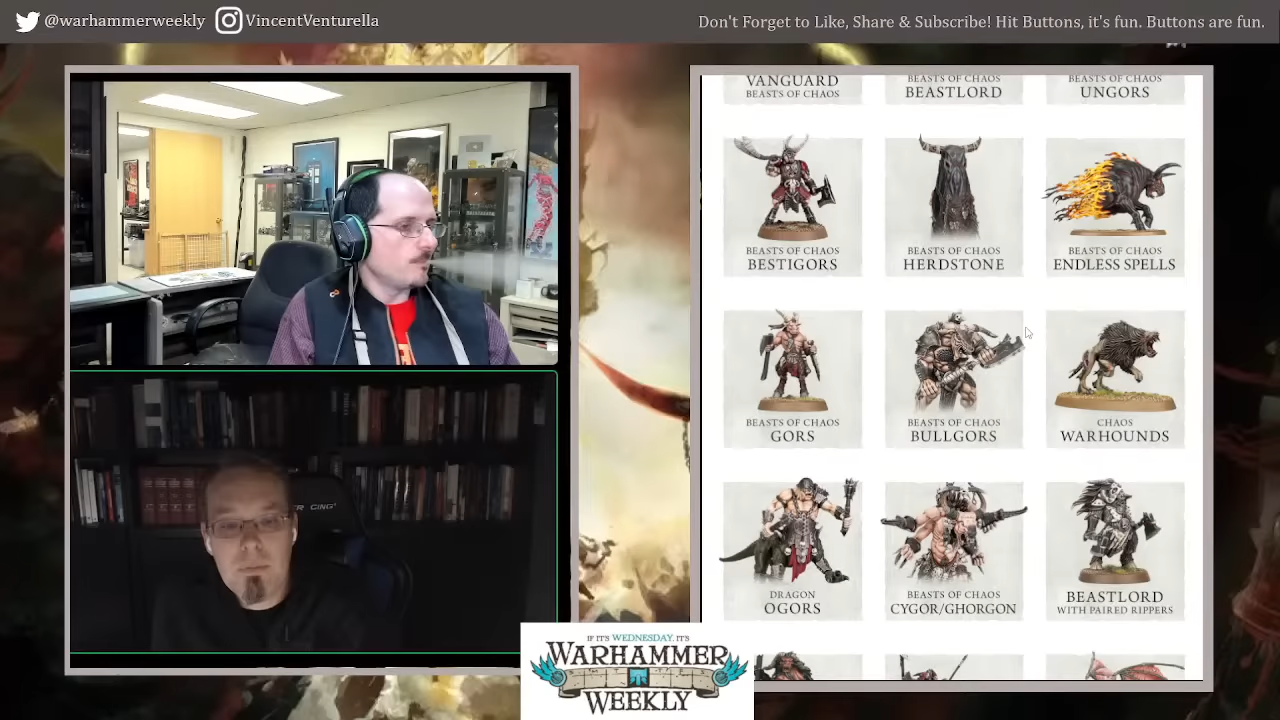 @warhammerweekly VincentVenturella
Don't Forget to Like, Share & Subscribe! Hit Buttons, it's fun. Buttons are fun.
VANGUARD
BEASTS OF CHAOS
BEASTS OF CHAOS
BEASTLORD
BEASTS OF CHAOS
UNGORS
BEASTS OF CHAOS
BESTIGORS
BEASTS OF CHAOS
HERDSTONE
BEASTS OF CHAOS
ENDLESS SPELLS
BEASTS OF CHAOS
GORS
BEASTS OF CHAOS
BULLGORS
CHAOS
WARHOUNDS
DRAGON
OGORS
BEASTS OF CHAOS
CYGOR/GHORGON
BEASTLORD
WITH PAIRED RIPPERS
IF IT'S WEDNESDAY, IT'S
WARHAMMER
WEEKLY